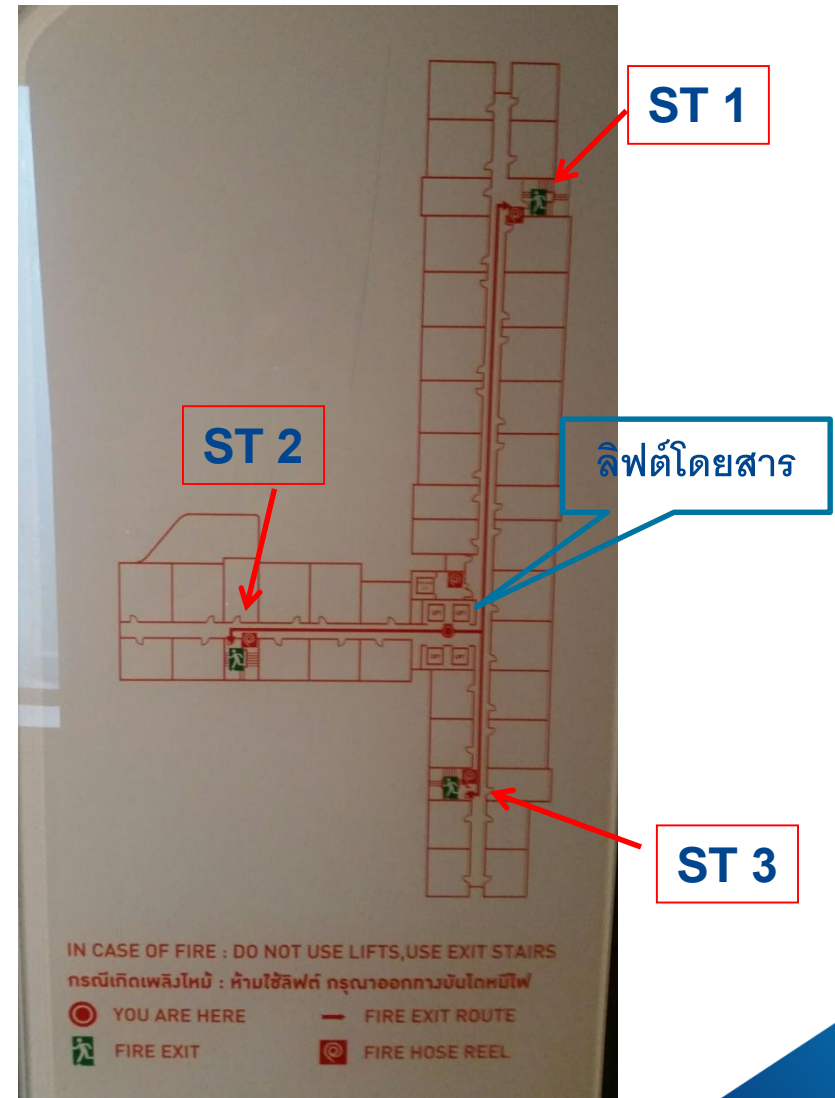 ST 1
ST 2
ลิฟต์โดยสาร
ST 3
IN CASE OF FIRE : DO NOT USE LIFTS,USE EXIT STAIRS
กรณีเกิดเพลิงไหม้ : ห้ามใช้ลิฟต์ กรุณาออกทางบันไดหนีไฟ
YOU ARE HERE
FIRE EXIT ROUTE
FIRE EXIT
FIRE HOSE REEL